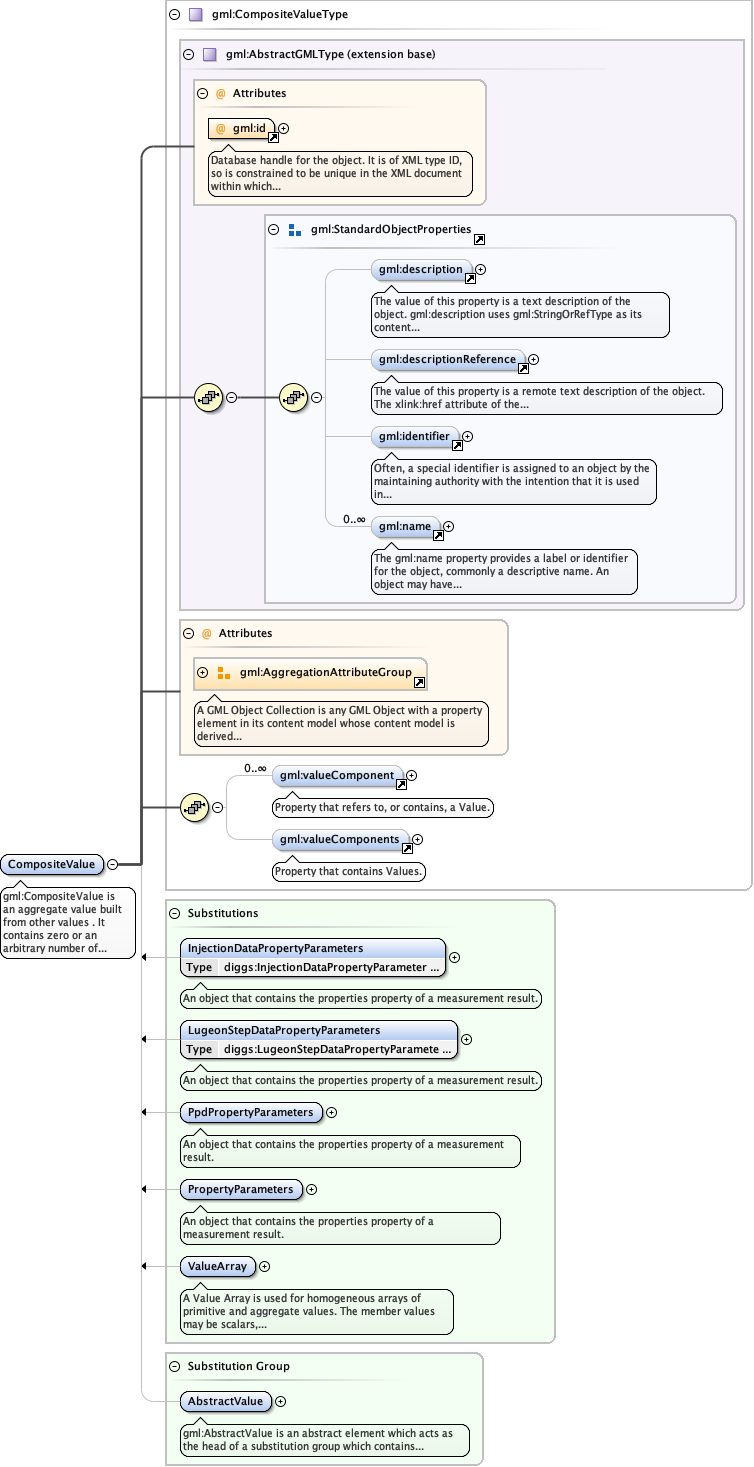 gml:CompositeValueType
gml:AbstractGMLType (extension base)
@ Attributes
@ gml:id
Database handle for the object. It is of XML type ID,
so is constrained to be unique in the XML document
within which...
gml:StandardObjectProperties
gml:description
The value of this property is a text description of the
object. gml:description uses gml:StringOrRefType as its
content...
gml:descriptionReference
The value of this property is a remote text description of the object.
The xlink:href attribute of the...
gml:identifier
Often, a special identifier is assigned to an object by the
maintaining authority with the intention that it is used
in...
0..∞
gml:name
The gml:name property provides a label or identifier
for the object, commonly a descriptive name. An
object may have...
@ Attributes
gml:AggregationAttributeGroup
A GML Object Collection is any GML Object with a property
element in its content model whose content model is
derived...
0..∞
gml:valueComponent
Property that refers to, or contains, a Value.
gml:valueComponents
Property that contains Values.
CompositeValue
gml:CompositeValue is
an aggregate value built
from other values . It
contains zero or an
arbitrary number of...
Substitutions
InjectionDataPropertyParameters
Type diggs:InjectionDataPropertyParameter ...
An object that contains the properties property of a measurement result.
LugeonStepDataPropertyParameters
Type diggs:LugeonStepDataPropertyParamete ...
An object that contains the properties property of a measurement result.
PpdPropertyParameters
An object that contains the properties property of a measurement
result.
PropertyParameters
An object that contains the properties property of a
measurement result.
ValueArray
A Value Array is used for homogeneous arrays of
primitive and aggregate values. The member values
may be scalars,...
Substitution Group
AbstractValue
gml:AbstractValue is an abstract element which acts as
the head of a substitution group which contains...